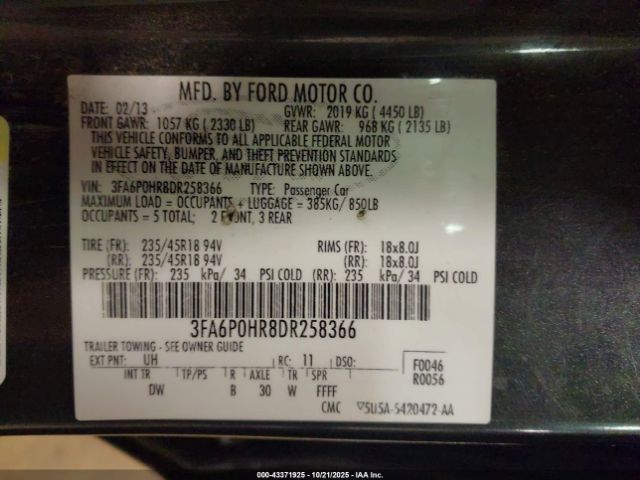 MFD. BY FORD MOTOR CO.
DATE: 02/13 GVWR: 2019 KG ( 4450 LB)
FRONT GAWR: 1057 KG ( 2330 LB) REAR GAWR: 968 KG ( 2135 LB)
THIS VEHICLE CONFORMS TO ALL APPLICABLE FEDERAL MOTOR
VEHICLE SAFETY, BUMPER, AND THEFT PREVENTION STANDARDS
IN EFFECT ON THE DATE OF MANUFACTURE SHOWN ABOVE.
VIN: 3FA6P0HR8DR258366 TYPE: Passenger Car
MAXIMUM LOAD = OCCUPANTS + LUGGAGE = 385KG/ 850LB
OCCUPANTS = 5 TOTAL; 2 FRONT, 3 REAR
TIRE (FR): 235/45R18 94V RIMS (FR): 18x8.0J
(RR): 235/45R18 94V (RR): 18x8.0J
PRESSURE (FR): 235 kPa/ 34 PSI COLD (RR): 235 kPa/ 34 PSI COLD
3FA6P0HR8DR258366
TRAILER TOWING - SEE OWNER GUIDE
EXT PNT: UH RC: 11 DSO: F0046
R0056
INT TR TP/PS R AXLE TR SPR
DW B 30 W FFFF
CMC ▽5U5A-5420472-AA
000-43371925 - 10/21/2025 - IAA Inc.